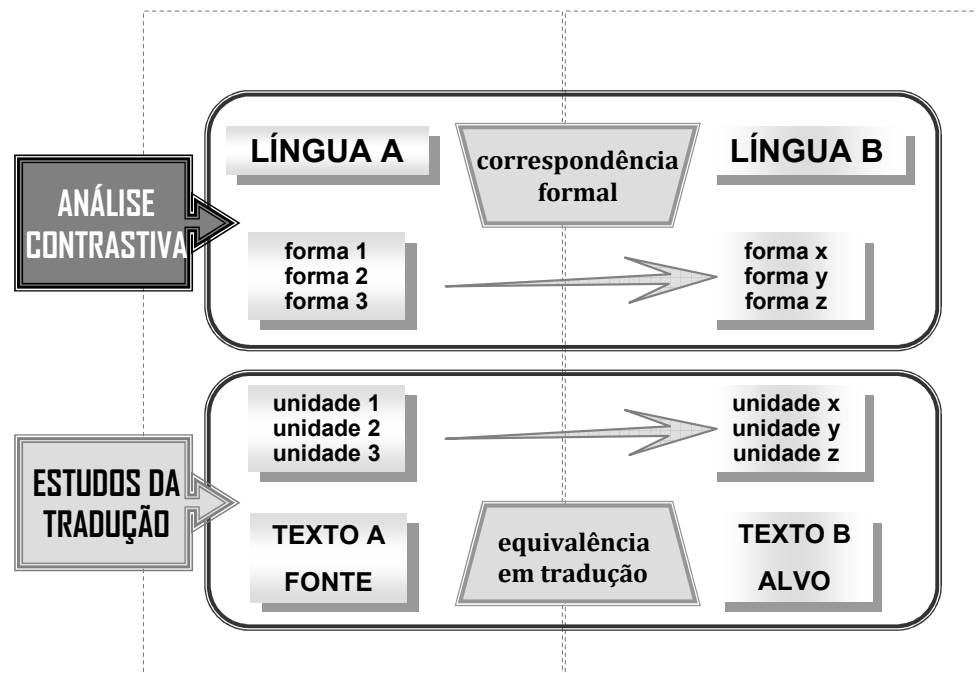 ANÁLISE
CONTRASTIVA
LÍNGUA A
correspondência
formal
LÍNGUA B
forma 1
forma 2
forma 3
forma x
forma y
forma z
ESTUDOS DA
TRADUÇÃO
unidade 1
unidade 2
unidade 3
unidade x
unidade y
unidade z
TEXTO A
FONTE
equivalência
em tradução
TEXTO B
ALVO